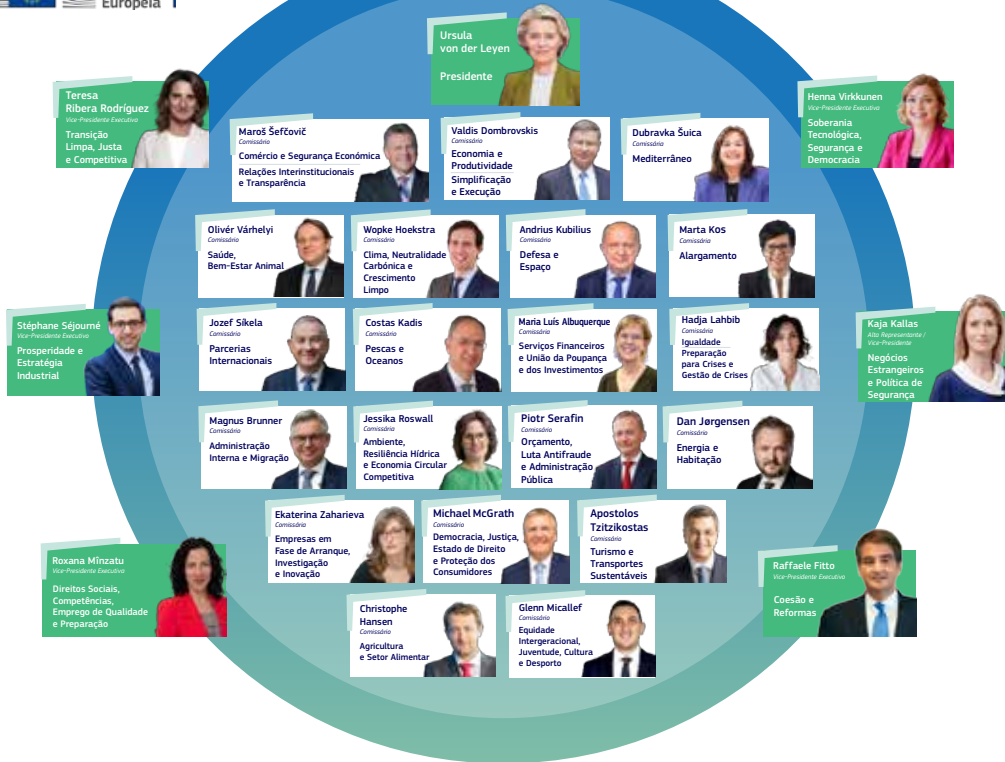 Europeia
Ursula
von der Leyen
Presidente
Teresa
Ribera Rodríguez
Vice-Presidente Executiva
Transição
Limpa, Justa
e Competitiva
Henna Virkkunen
Vice-Presidente Executiva
Soberania
Tecnológica,
Segurança e
Democracia
Maroš Šefčovič
Comissário
Comércio e Segurança Económica
Relações Interinstitucionais
e Transparência
Valdis Dombrovskis
Comissário
Economia e
Produtividade
Simplificação
e Execução
Dubravka Šuica
Comissária
Mediterrâneo
Olivér Várhelyi
Comissário
Saúde,
Bem-Estar Animal
Wopke Hoekstra
Comissário
Clima, Neutralidade
Carbónica e
Crescimento
Limpo
Andrius Kubilius
Comissário
Defesa e
Espaço
Marta Kos
Comissária
Alargamento
Stéphane Séjourné
Vice-Presidente Executivo
Prosperidade e
Estratégia
Industrial
Jozef Síkela
Comissário
Parcerias
Internacionais
Costas Kadis
Comissário
Pescas e
Oceanos
Maria Luís Albuquerque
Comissária
Serviços Financeiros
e União da Poupança
e dos Investimentos
Hadja Lahbib
Comissária
Igualdade
Preparação
para Crises e
Gestão de Crises
Kaja Kallas
Alta Representante /
Vice-Presidente
Negócios
Estrangeiros
e Política de
Segurança
Magnus Brunner
Comissário
Administração
Interna e Migração
Jessika Roswall
Comissária
Ambiente,
Resiliência Hídrica
e Economia Circular
Competitiva
Piotr Serafin
Comissário
Orçamento,
Luta Antifraude
e Administração
Pública
Dan Jørgensen
Comissário
Energia e
Habitação
Ekaterina Zaharieva
Comissária
Empresas em
Fase de Arranque,
Investigação
e Inovação
Michael McGrath
Comissário
Democracia, Justiça,
Estado de Direito
e Proteção dos
Consumidores
Apostolos
Tzitzikostas
Comissário
Turismo e
Transportes
Sustentáveis
Roxana Mînzatu
Vice-Presidente Executiva
Direitos Sociais,
Competências,
Emprego de Qualidade
e Preparação
Raffaele Fitto
Vice-Presidente Executivo
Coesão e
Reformas
Christophe
Hansen
Comissário
Agricultura
e Setor Alimentar
Glenn Micallef
Comissário
Equidade
Intergeracional,
Juventude, Cultura
e Desporto